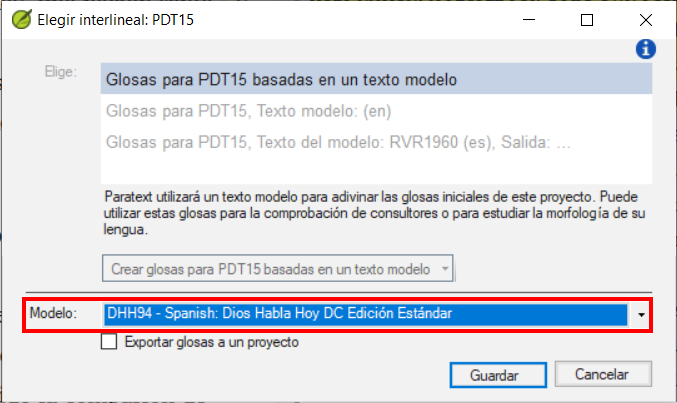 Elegir interlineal: PDT15
Elige:
Glosas para PDT15 basadas en un texto modelo
Glosas para PDT15, Texto modelo: (en)
Glosas para PDT15, Texto del modelo: RVR1960 (es), Salida: ...
Paratext utilizará un texto modelo para adivinar las glosas iniciales de este proyecto. Puede
utilizar estas glosas para la comprobación de consultores o para estudiar la morfología de su
lengua.
Crear glosas para PDT15 basadas en un texto modelo
Modelo: DHH94 - Spanish: Dios Habla Hoy DC Edición Estándar
Exportar glosas a un proyecto
Guardar Cancelar